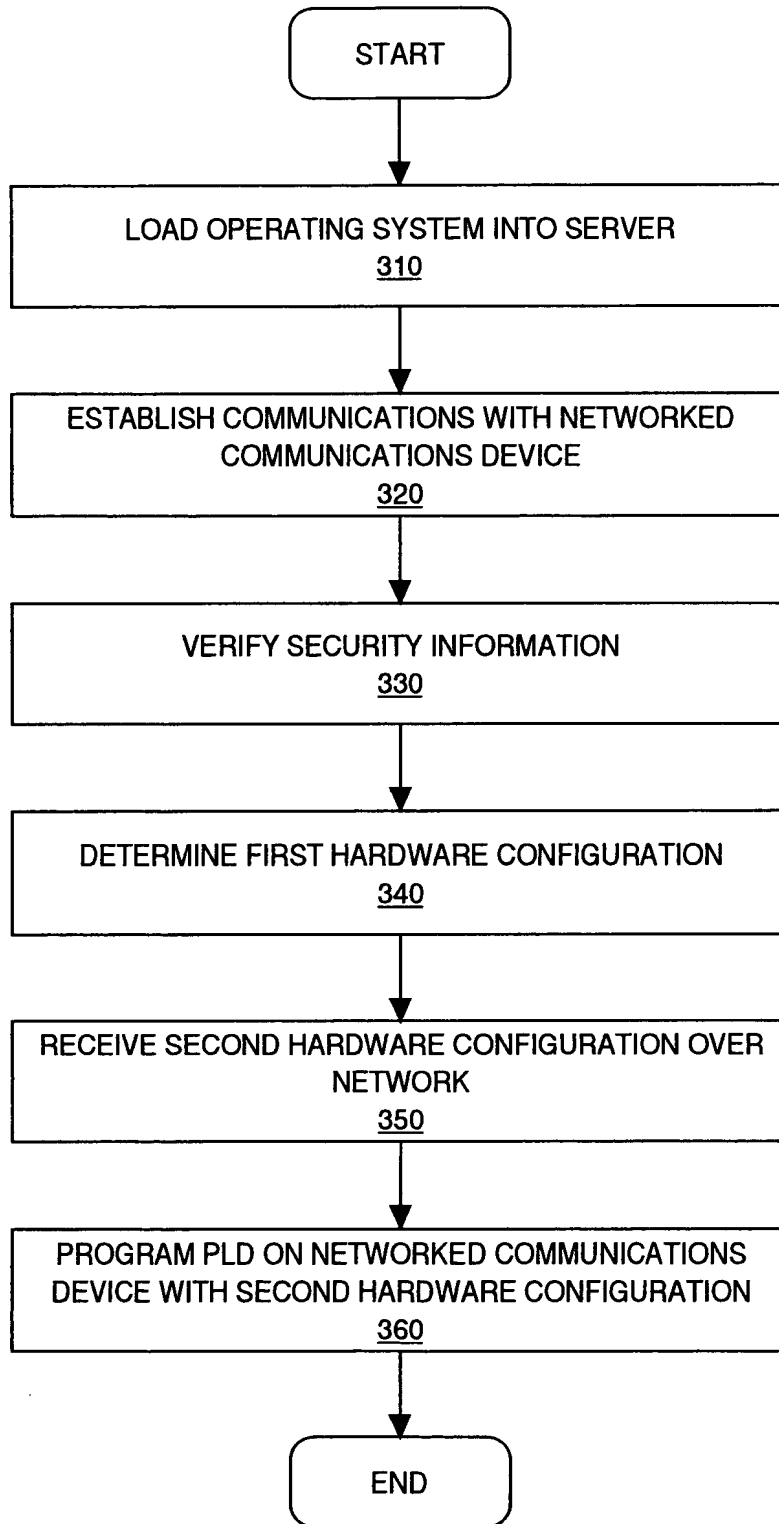 START
LOAD OPERATING SYSTEM INTO SERVER
310
ESTABLISH COMMUNICATIONS WITH NETWORKED
COMMUNICATIONS DEVICE
320
VERIFY SECURITY INFORMATION
330
DETERMINE FIRST HARDWARE CONFIGURATION
340
RECEIVE SECOND HARDWARE CONFIGURATION OVER
NETWORK
350
PROGRAM PLD ON NETWORKED COMMUNICATIONS
DEVICE WITH SECOND HARDWARE CONFIGURATION
360
END